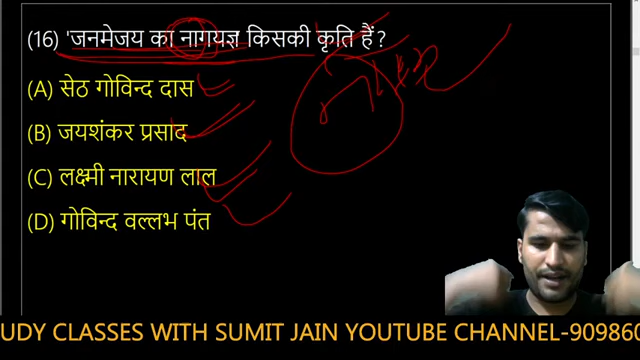 (16) 'जनमेजय का नागयज्ञ किसकी कृति हैं?
(A) सेठ गोविन्द दास
(B) जयशंकर प्रसाद
(C) लक्ष्मी नारायण लाल
(D) गोविन्द वल्लभ पंत
UDY CLASSES WITH SUMIT JAIN YOUTUBE CHANNEL-909860